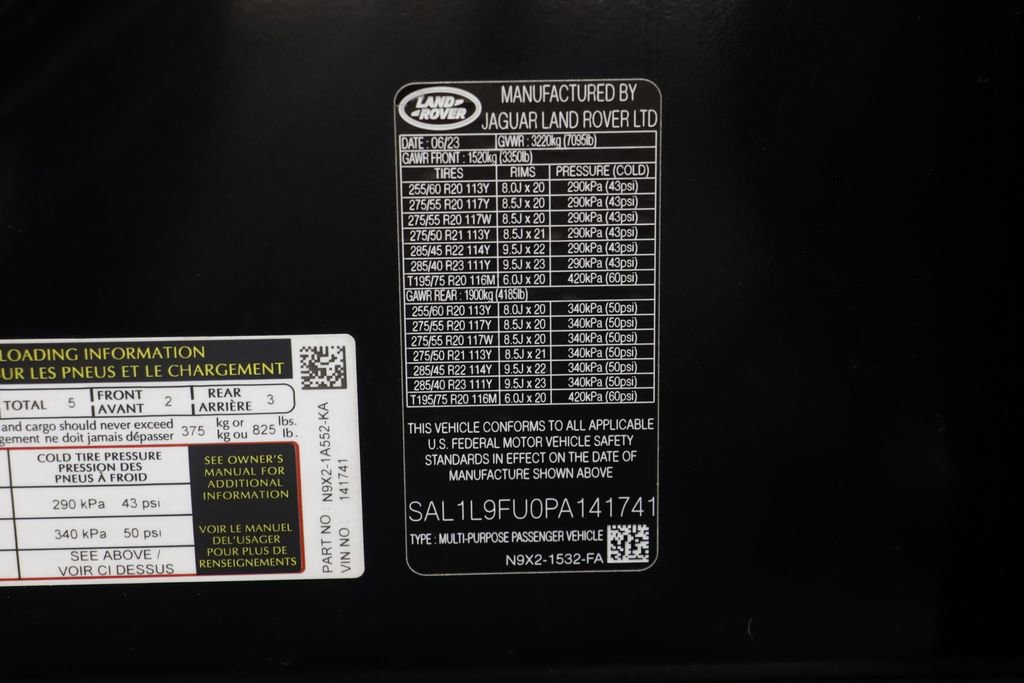 LAND-
-ROVER
MANUFACTURED BY
JAGUAR LAND ROVER LTD
DATE : 06/23 GVWR : 3220kg (7095lb)
GAWR FRONT : 1520kg (3350lb)
TIRES RIMS PRESSURE (COLD)
255/60 R20 113Y 8.0J x 20 290kPa (43psi)
275/55 R20 117Y 8.5J x 20 290kPa (43psi)
275/55 R20 117W 8.5J x 20 290kPa (43psi)
275/50 R21 113Y 8.5J x 21 290kPa (43psi)
285/45 R22 114Y 9.5J x 22 290kPa (43psi)
285/40 R23 111Y 9.5J x 23 290kPa (43psi)
T195/75 R20 116M 6.0J x 20 420kPa (60psi)
GAWR REAR : 1900kg (4185lb)
255/60 R20 113Y 8.0J x 20 340kPa (50psi)
275/55 R20 117Y 8.5J x 20 340kPa (50psi)
275/55 R20 117W 8.5J x 20 340kPa (50psi)
275/50 R21 113Y 8.5J x 21 340kPa (50psi)
285/45 R22 114Y 9.5J x 22 340kPa (50psi)
285/40 R23 111Y 9.5J x 23 340kPa (50psi)
T195/75 R20 116M 6.0J x 20 420kPa (60psi)
THIS VEHICLE CONFORMS TO ALL APPLICABLE
U.S. FEDERAL MOTOR VEHICLE SAFETY
STANDARDS IN EFFECT ON THE DATE OF
MANUFACTURE SHOWN ABOVE
SAL1L9FU0PA141741
TYPE : MULTI-PURPOSE PASSENGER VEHICLE
N9X2-1532-FA
LOADING INFORMATION
UR LES PNEUS ET LE CHARGEMENT
TOTAL 5 FRONT AVANT 2 REAR ARRIÈRE 3
and cargo should never exceed 375 kg or 825 lbs.
gement ne doit jamais dépasser kg ou lb.
COLD TIRE PRESSURE
PRESSION DES
PNEUS À FROID
290 kPa 43 psi
340 kPa 50 psi
SEE ABOVE /
VOIR CI DESSUS
SEE OWNER'S
MANUAL FOR
ADDITIONAL
INFORMATION
VOIR LE MANUEL
DEL'USAGER
POUR PLUS DE
RENSEIGNEMENTS
PART NO : N9X2-1A552-KA
VIN NO : 141741